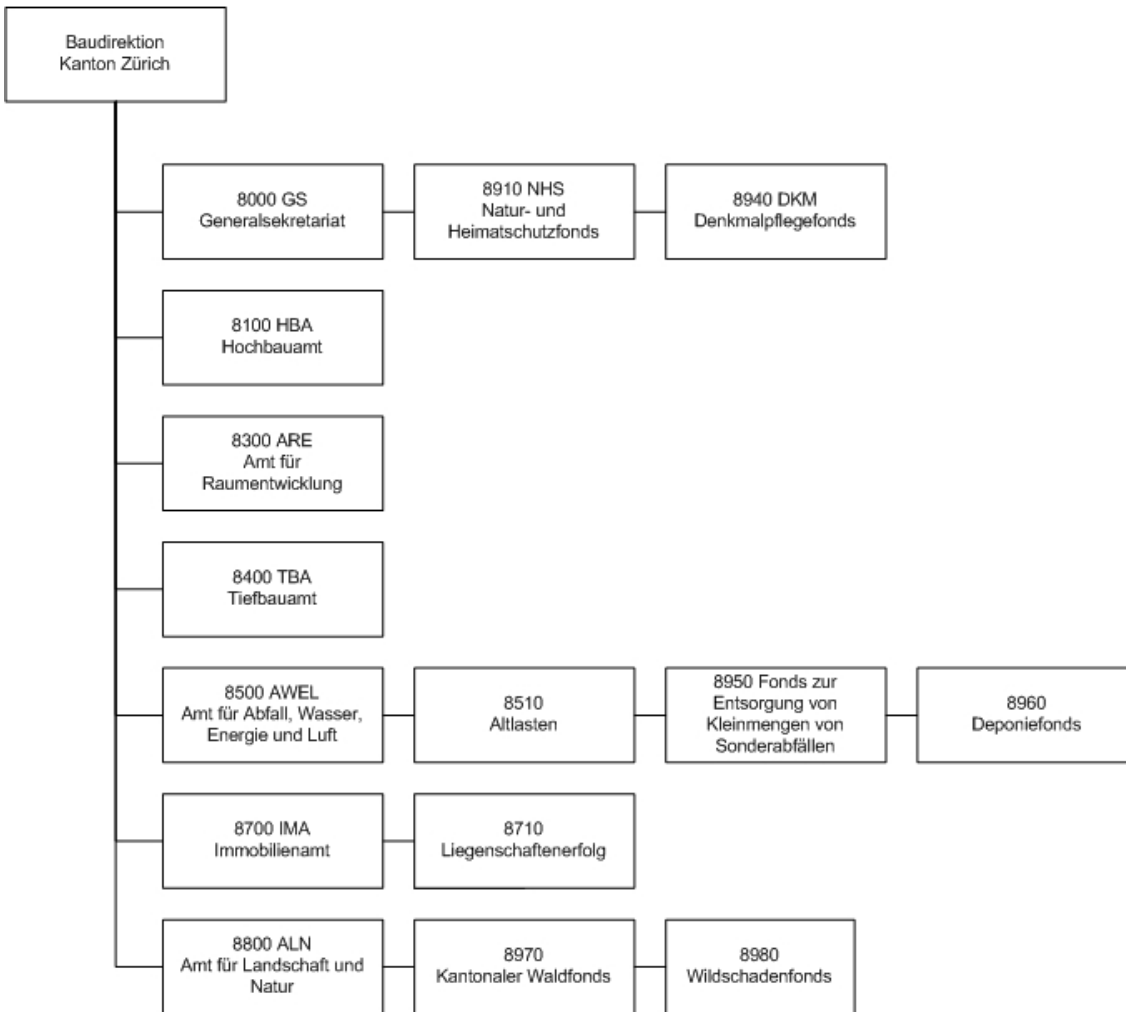 Baudirektion
Kanton Zürich
8000 GS
Generalsekretariat
8910 NHS
Natur- und
Heimatschutzfonds
8940 DKM
Denkmalpflegefonds
8100 HBA
Hochbauamt
8300 ARE
Amt für
Raumentwicklung
8400 TBA
Tiefbauamt
8500 AWEL
Amt für Abfall, Wasser,
Energie und Luft
8510
Altlasten
8950 Fonds zur
Entsorgung von
Kleinmengen von
Sonderabfällen
8960
Deponiefonds
8700 IMA
Immobilienamt
8710
Liegenschaftenerfolg
8800 ALN
Amt für Landschaft und
Natur
8970
Kantonaler Waldfonds
8980
Wildschadenfonds